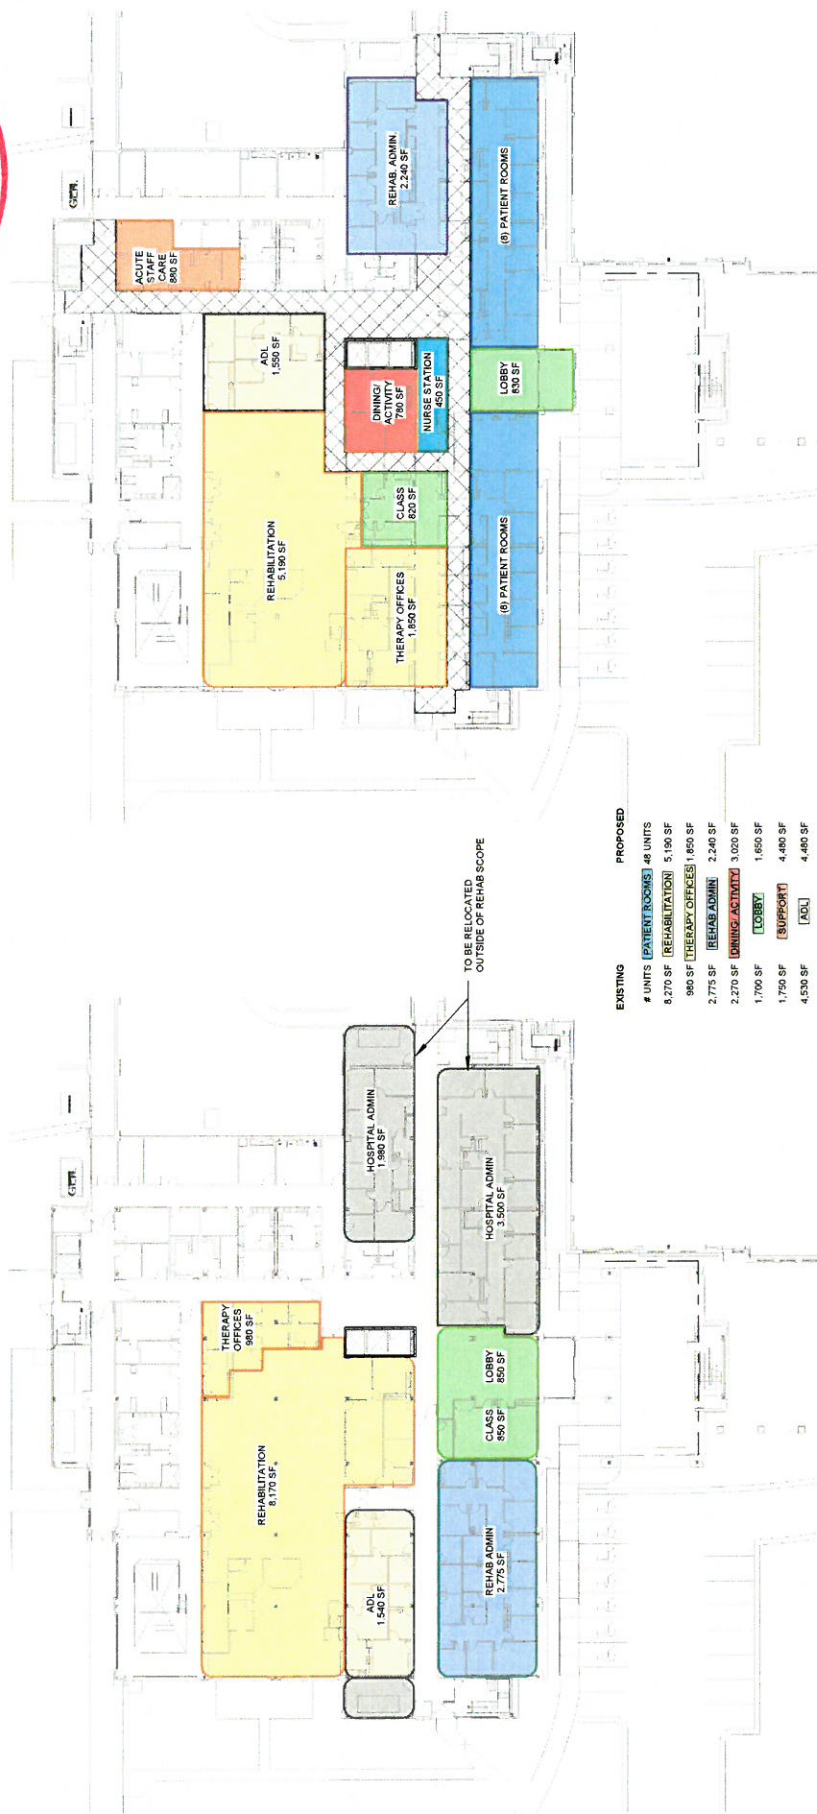 GEN.
THERAPY
OFFICES
980 SF
REHABILITATION
8,170 SF
ADL
1,540 SF
HOSPITAL ADMIN
1,980 SF
TO BE RELOCATED
OUTSIDE OF REHAB SCOPE
REHAB ADMIN
2,775 SF
CLASS
850 SF
LOBBY
850 SF
HOSPITAL ADMIN
3,500 SF
GEN.
ACUTE
STAFF
CARE
880 SF
ADL
1,550 SF
REHABILITATION
5,190 SF
REHAB. ADMIN.
2,240 SF
DINING/
ACTIVITY
780 SF
NURSE STATION
450 SF
CLASS
820 SF
THERAPY OFFICES
1,850 SF
(8) PATIENT ROOMS
LOBBY
830 SF
(8) PATIENT ROOMS
EXISTING PROPOSED
# UNITS PATIENT ROOMS 48 UNITS
8,270 SF REHABILITATION 5,190 SF
980 SF THERAPY OFFICES 1,850 SF
2,775 SF REHAB ADMIN 2,240 SF
2,270 SF DINING/ ACTIVITY 3,020 SF
1,700 SF LOBBY 1,650 SF
1,750 SF SUPPORT 4,480 SF
4,530 SF ADL 4,480 SF